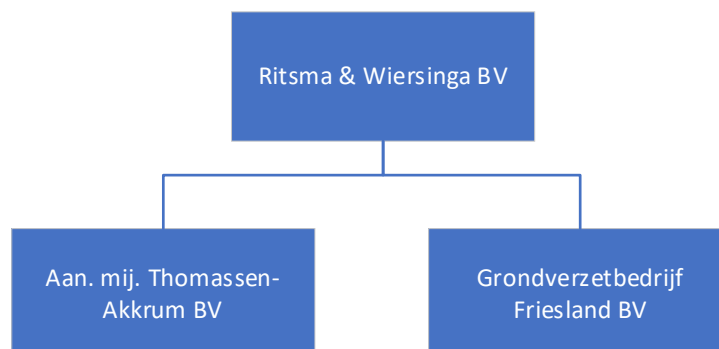 Ritsma & Wiersinga BV
Aan. mij. Thomassen-
Akkrum BV
Grondverzetbedrijf
Friesland BV